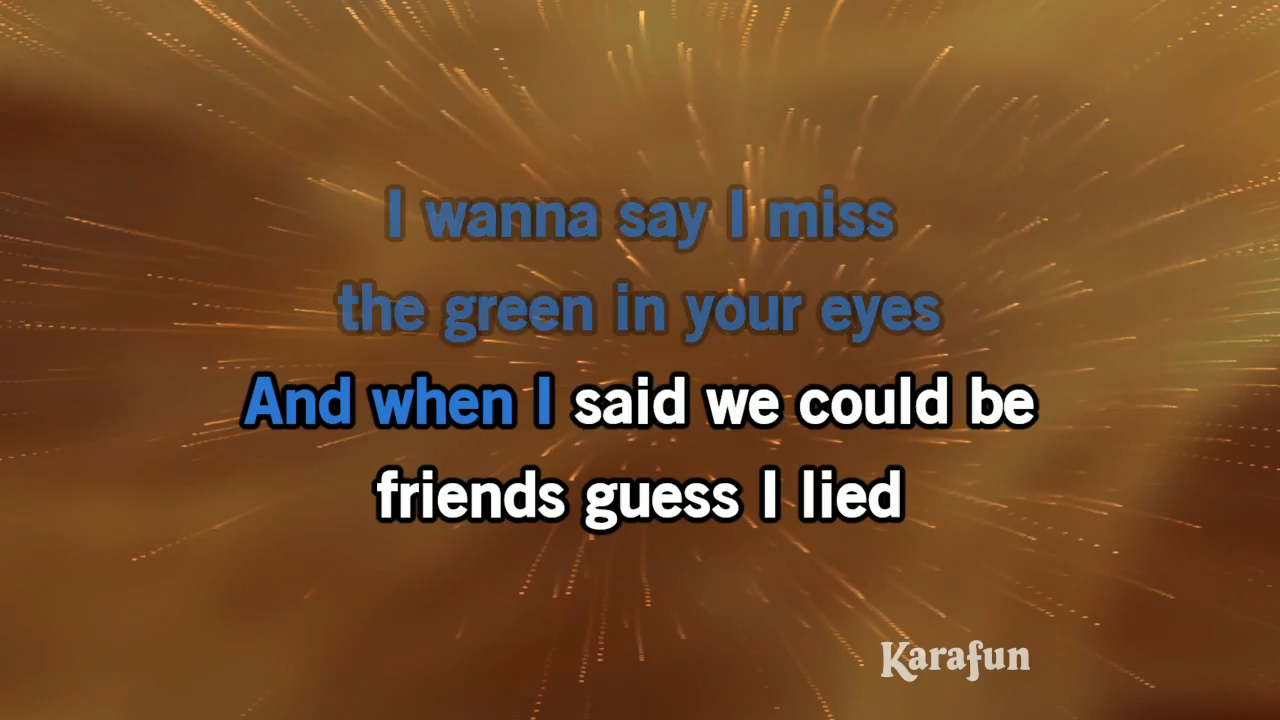 I wanna say I miss
the green in your eyes
And when I said we could be
friends guess I lied
Karafun